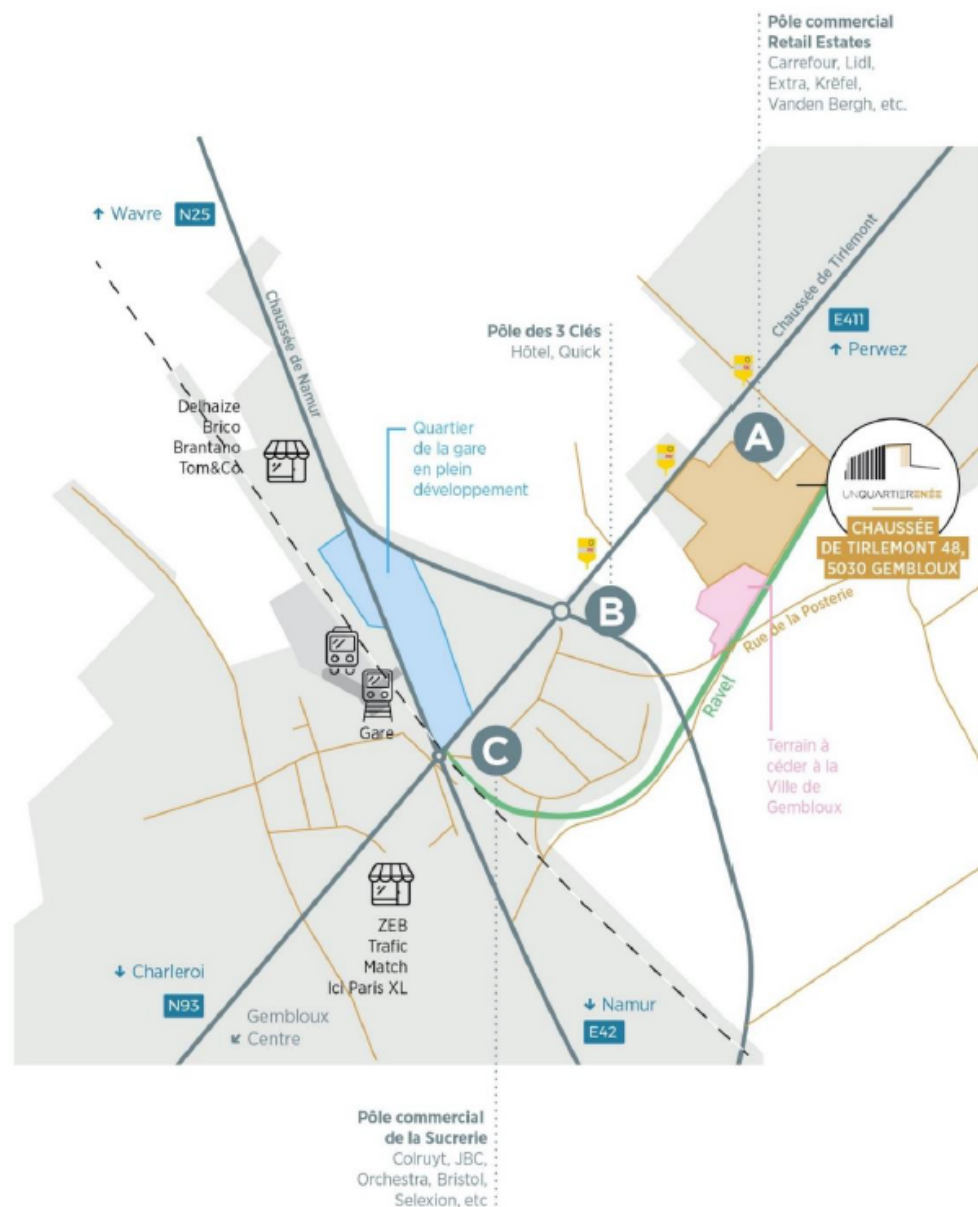 Pôle commercial
Retail Estates
Carrefour, Lidl,
Extra, Krëfel,
Vanden Bergh, etc.
↑ Wavre N25
Chaussée de Namur
Chaussée de Tirlemont
E411
↑ Perwez
Pôle des 3 Clés
Hôtel, Quick
Delhaize
Brico
Brantano
Tom&Co
Quartier
de la gare
en plein
développement
A
UNQUARTIERENÉE
CHAUSSÉE
DE TIRLEMONT 48,
5030 GEMBLOUX
B
Rue de la Posterie
Ravel
Gare
C
Terrain à
céder à la
Ville de
Gembloux
ZEB
Trafic
Match
Ici Paris XL
↓ Charleroi
N93
Gembloux
↙ Centre
↓ Namur
E42
Pôle commercial
de la Sucrerie
Colruyt, JBC,
Orchestra, Bristol,
Selexion, etc